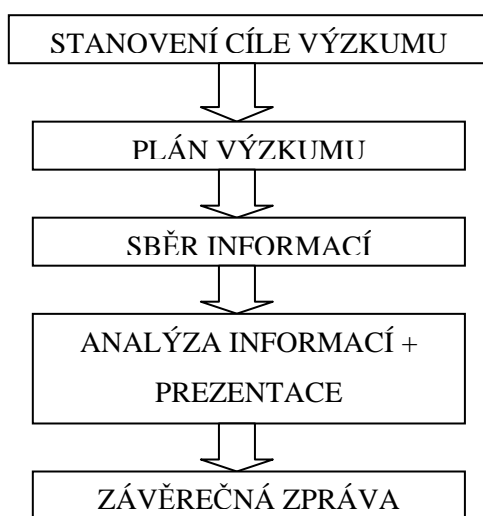 STANOVENÍ CÍLE VÝZKUMU
PLÁN VÝZKUMU
SBĚR INFORMACÍ
ANALÝZA INFORMACÍ +
PREZENTACE
ZÁVĚREČNÁ ZPRÁVA